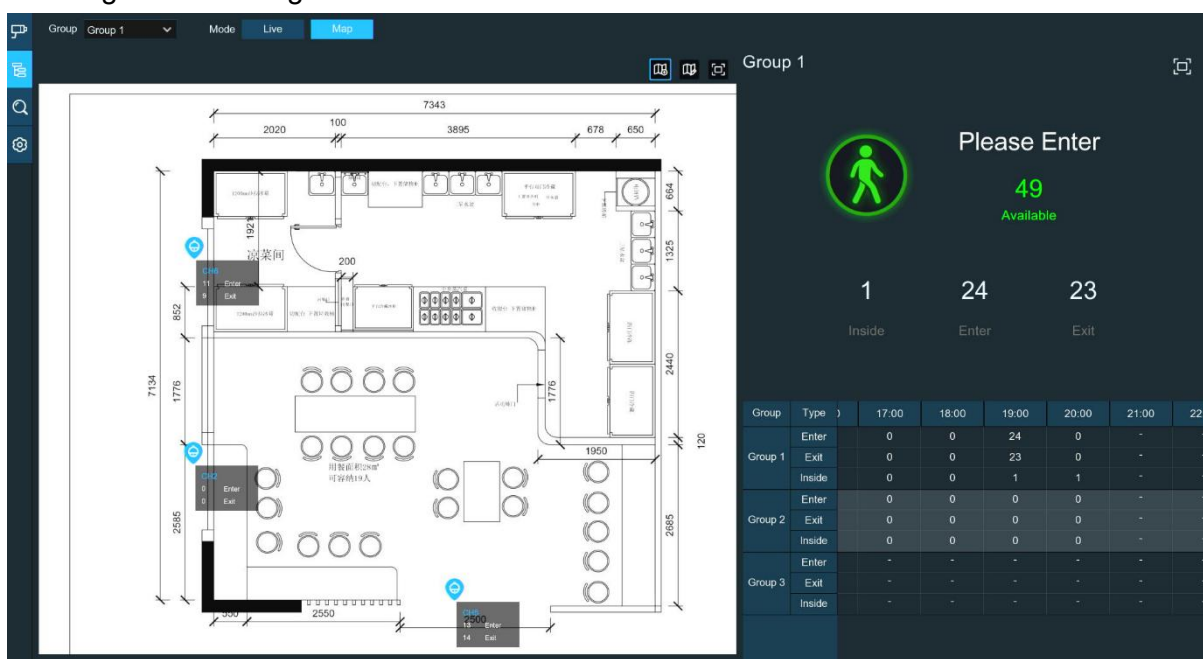 Group Group 1 Mode Live Map
Group 1
Please Enter
49
Available
1 24 23
Inside Enter Exit
7343
2020 100 3895 678 650
664
1325
2440
120
2685
7134
1921
852
1776
2585
凉菜间
200
1776
1950
用餐面积28㎡
可容纳19人
CH6
11 Enter
9 Exit
CH2
0 Enter
0 Exit
CH5
13 Enter
14 Exit
550 2550 2500
Group Type 17:00 18:00 19:00 20:00 21:00 22
Group 1
Enter 0 0 24 0 -
Exit 0 0 23 0 -
Inside 0 0 1 1 -
Group 2
Enter 0 0 0 0 -
Exit 0 0 0 0 -
Inside 0 0 0 0 -
Group 3
Enter - - - - -
Exit - - - - -
Inside - - - - -